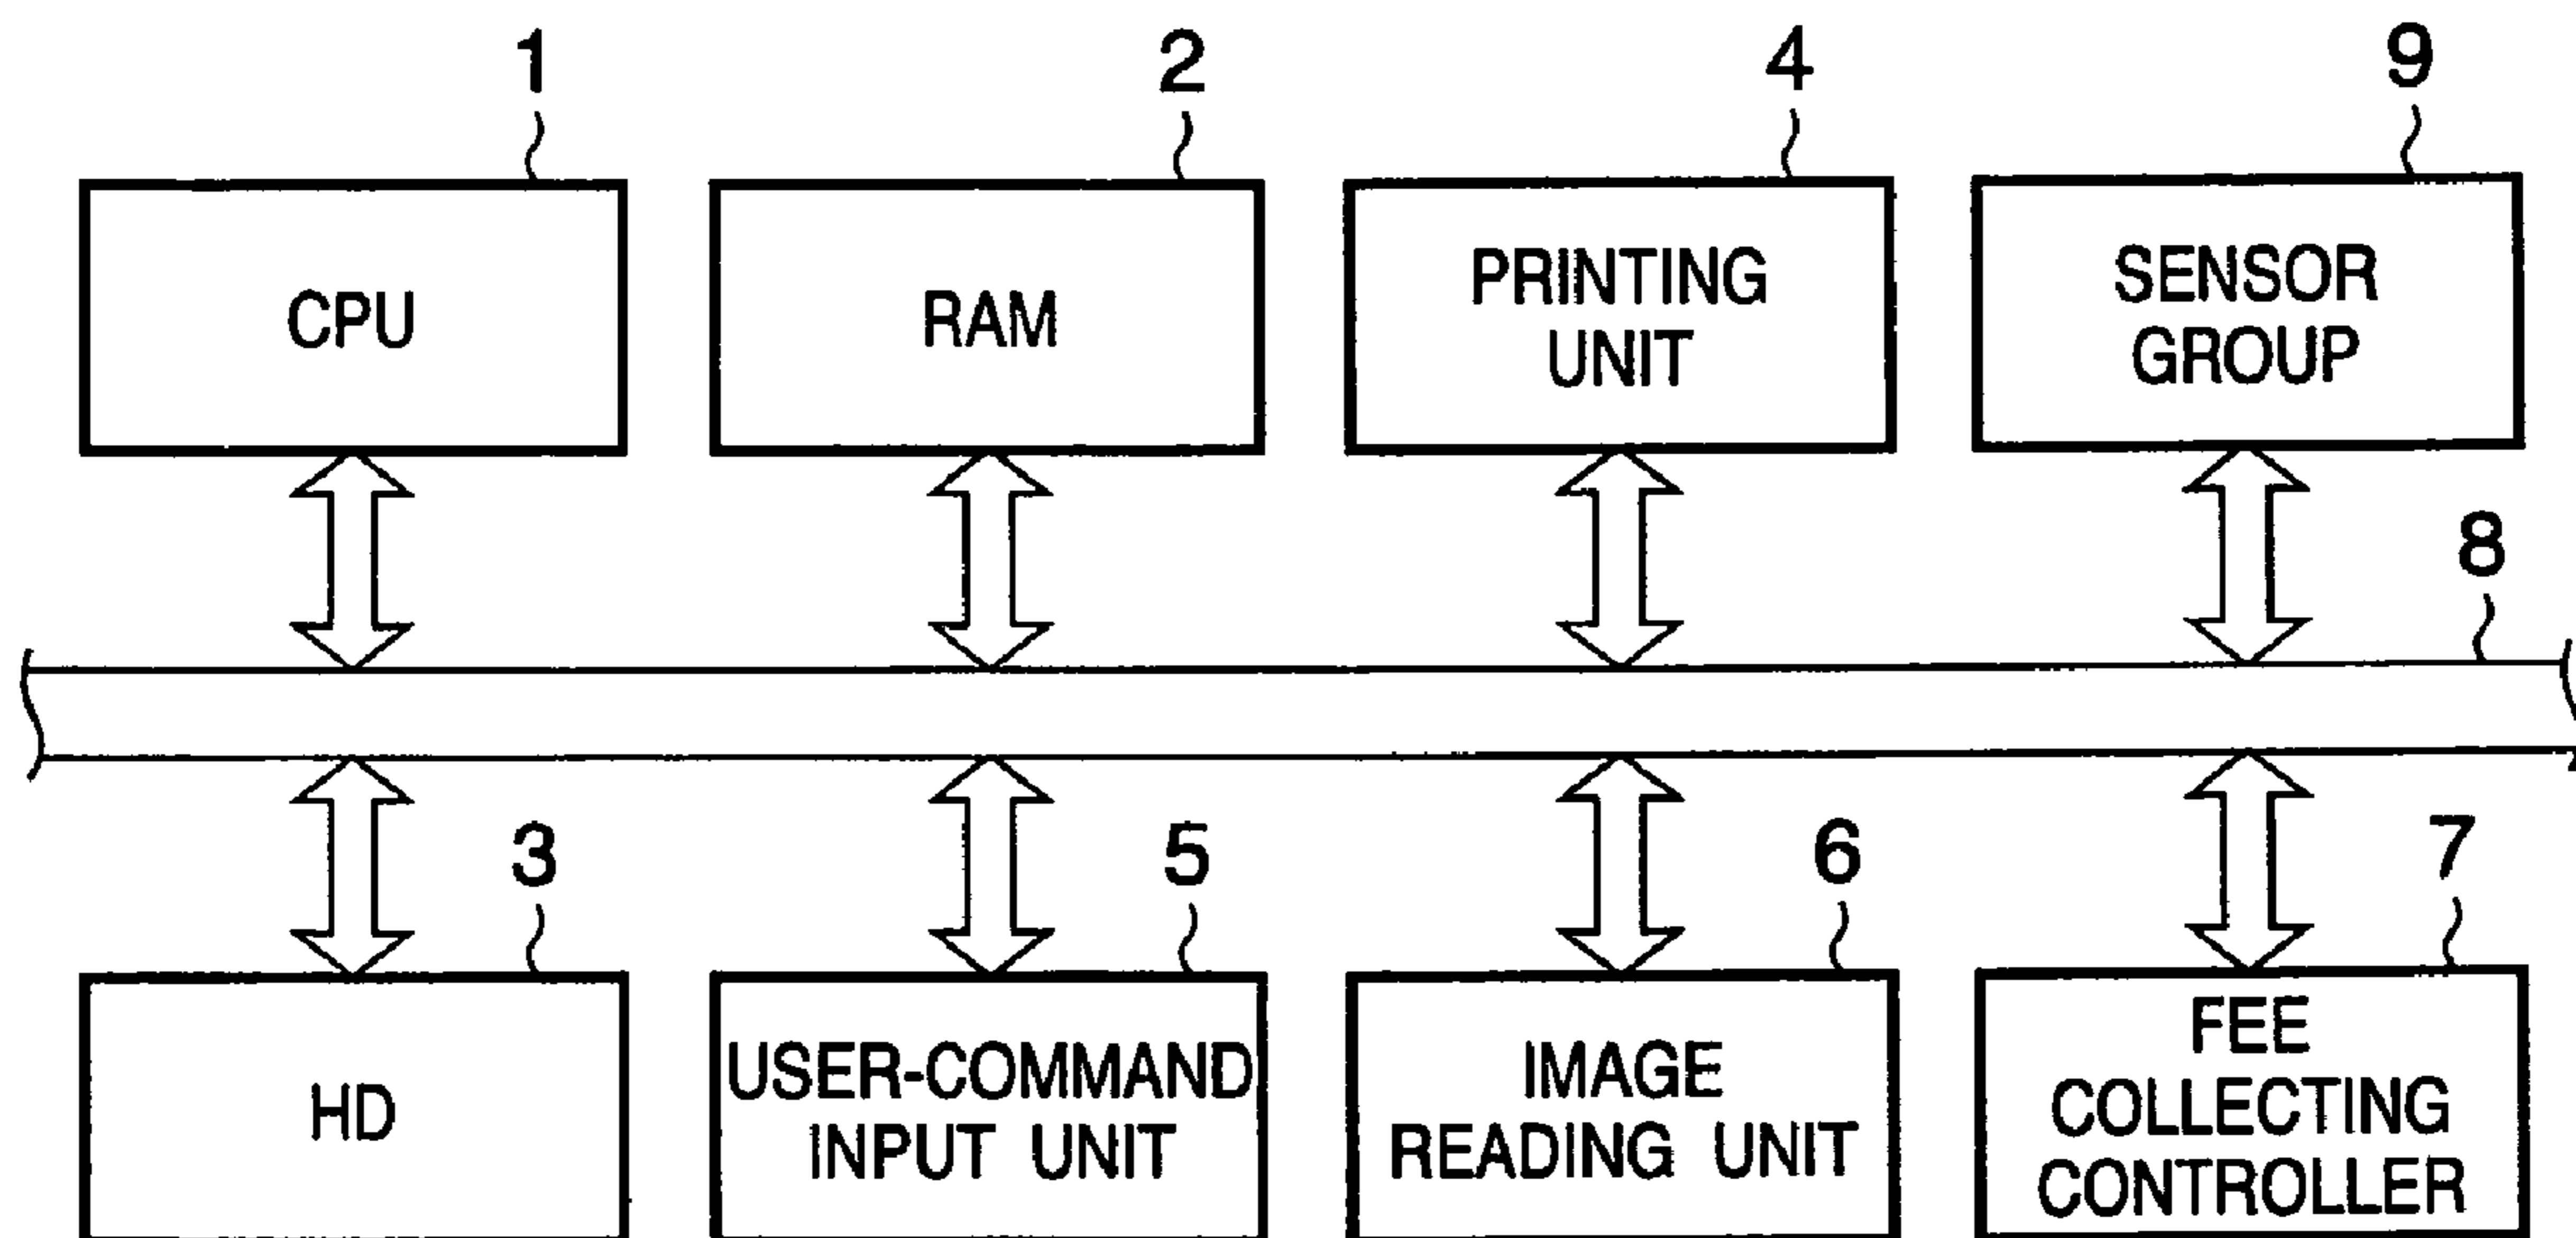 1
2
4
9
CPU
RAM
PRINTING
UNIT
SENSOR
GROUP
8
3
5
6
7
HD
USER-COMMAND
INPUT UNIT
IMAGE
READING UNIT
FEE
COLLECTING
CONTROLLER